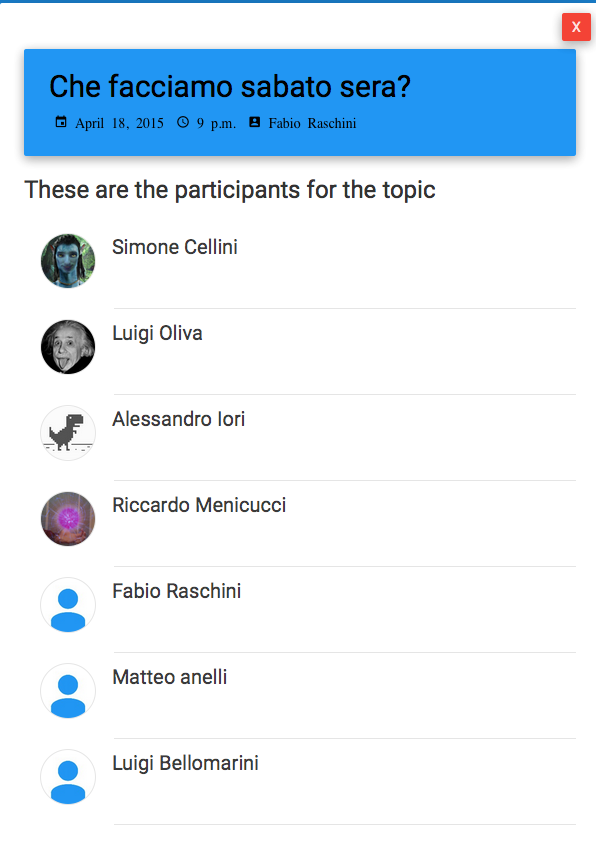 X
Che facciamo sabato sera?
April 18, 2015 9 p.m. Fabio Raschini
These are the participants for the topic
Simone Cellini
Luigi Oliva
Alessandro Iori
Riccardo Menicucci
Fabio Raschini
Matteo anelli
Luigi Bellomarini